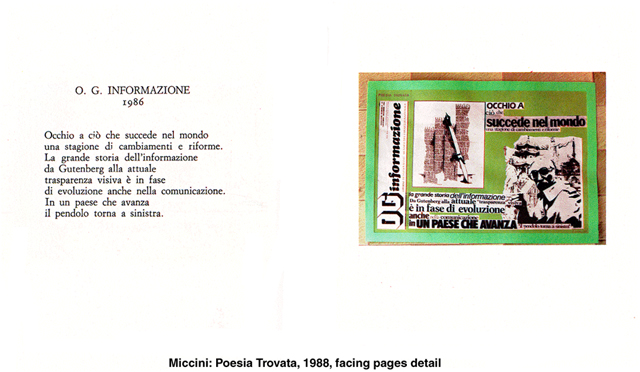 O. G. INFORMAZIONE
1986
Occhio a ciò che succede nel mondo
una stagione di cambiamenti e riforme.
La grande storia dell'informazione
da Gutenberg alla attuale
trasparenza visiva è in fase
di evoluzione anche nella comunicazione.
In un paese che avanza
il pendolo torna a sinistra.
Poesia trovata
OG informazione
OCCHIO A
ciò che
succede nel mondo
una stagione di cambiamenti e riforme
la grande storia dell'informazione
Da Gutenberg alla attuale "trasparenza
è in fase di evoluzione
anche nella comunicazione
in UN PAESE CHE AVANZA il pendolo torna a sinistra
Miccini: Poesia Trovata, 1988, facing pages detail